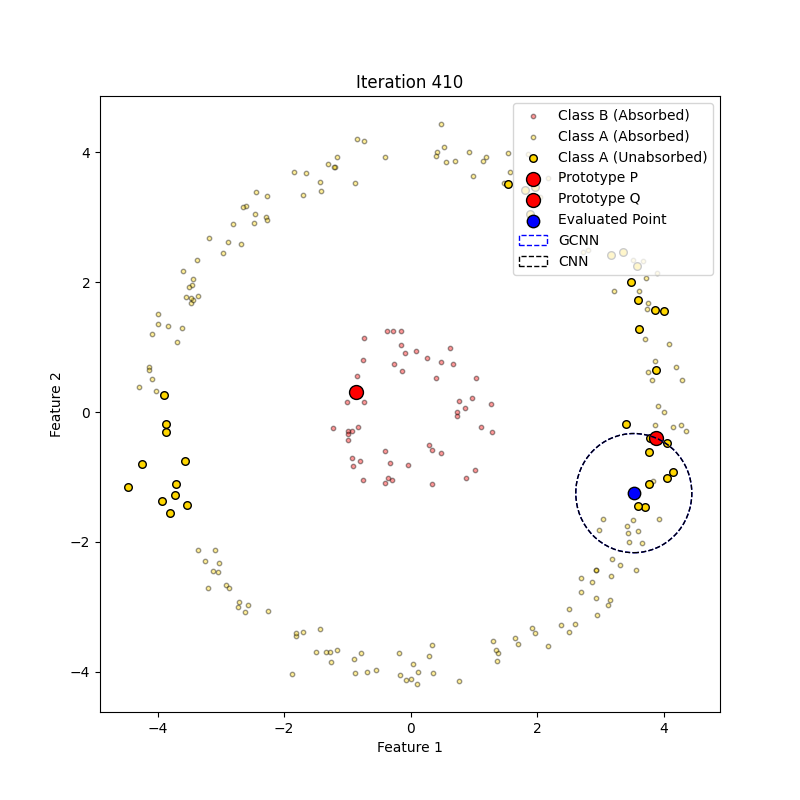 Iteration 410
Class B (Absorbed)
Class A (Absorbed)
Class A (Unabsorbed)
Prototype P
Prototype Q
Evaluated Point
GCNN
CNN
4
2
0
−2
−4
Feature 2
−4 −2 0 2 4
Feature 1